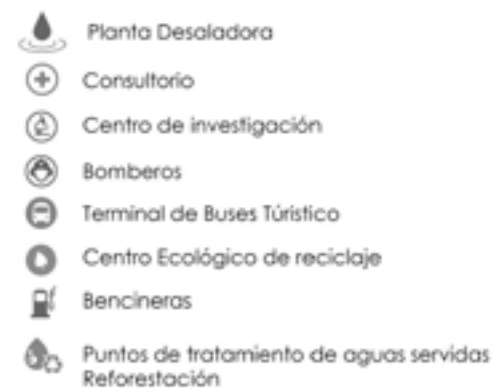 Planta Desaladora
Consultorio
Centro de investigación
Bomberos
Terminal de Buses Túristico
Centro Ecológico de reciclaje
Bencineras
Puntos de tratamiento de aguas servidas
Reforestación